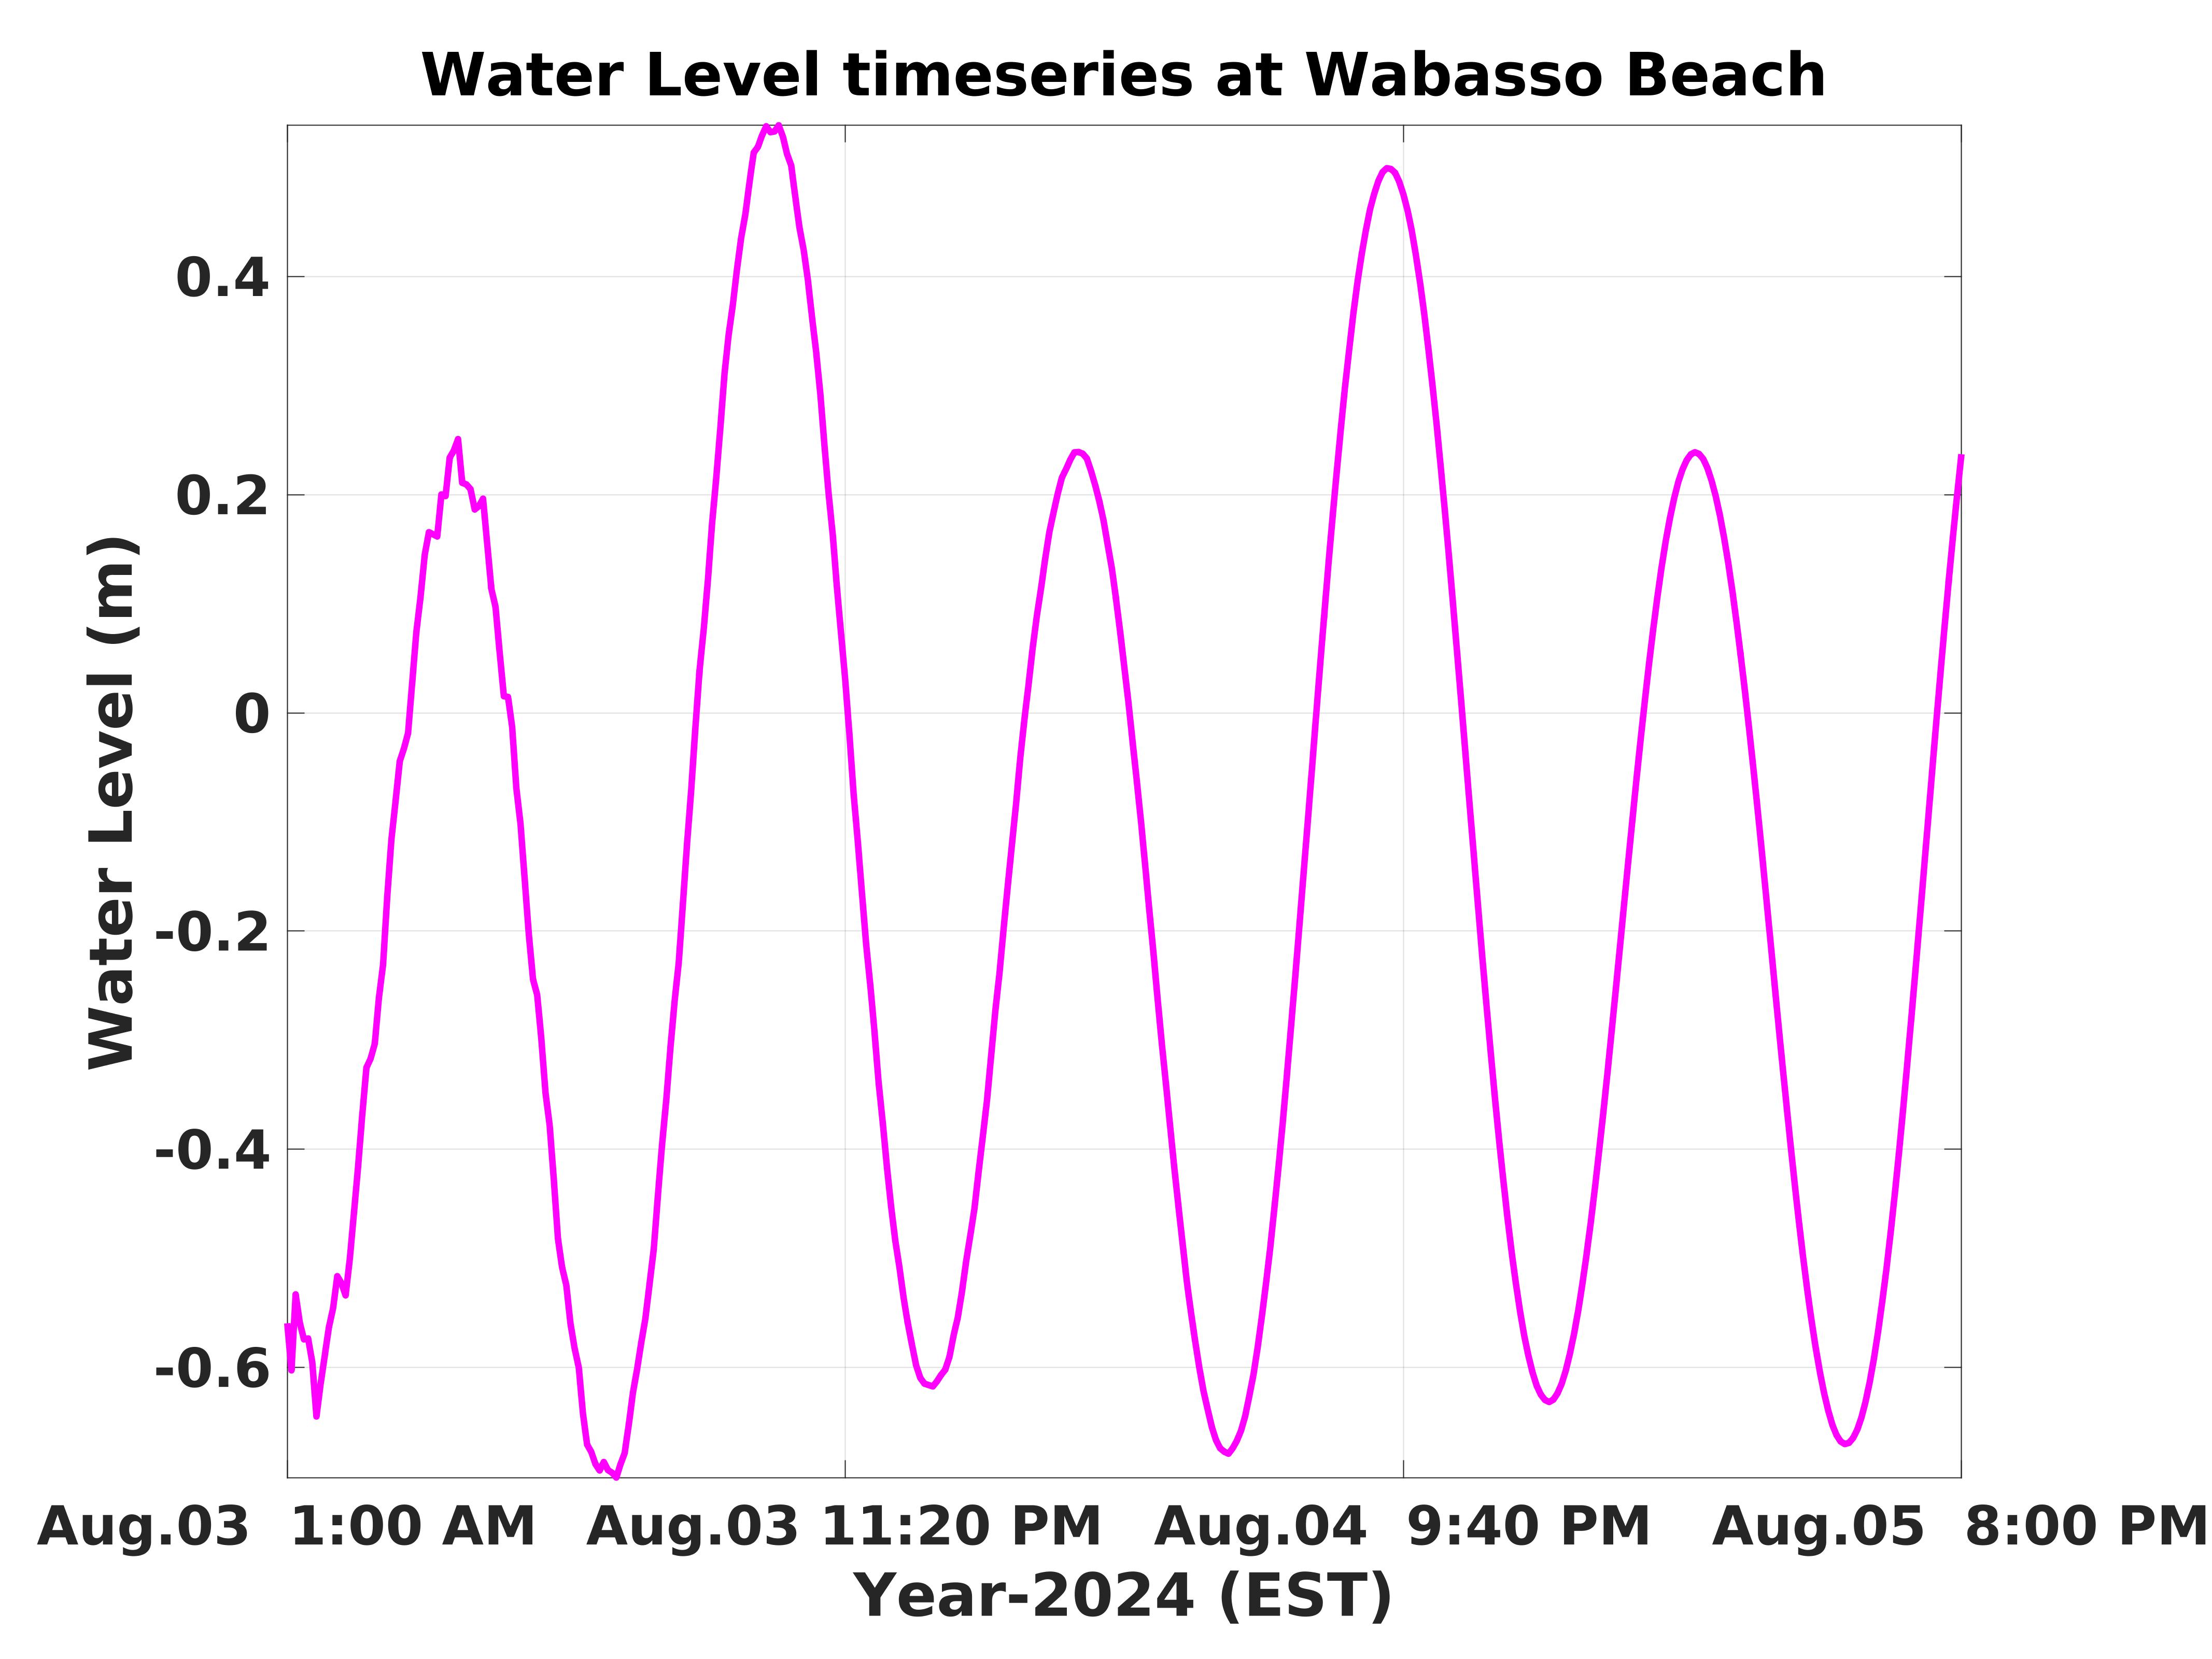 Water Level timeseries at Wabasso Beach
Water Level (m)
0.4
0.2
0
-0.2
-0.4
-0.6
Aug.03 1:00 AM Aug.03 11:20 PM Aug.04 9:40 PM Aug.05 8:00 PM
Year-2024 (EST)